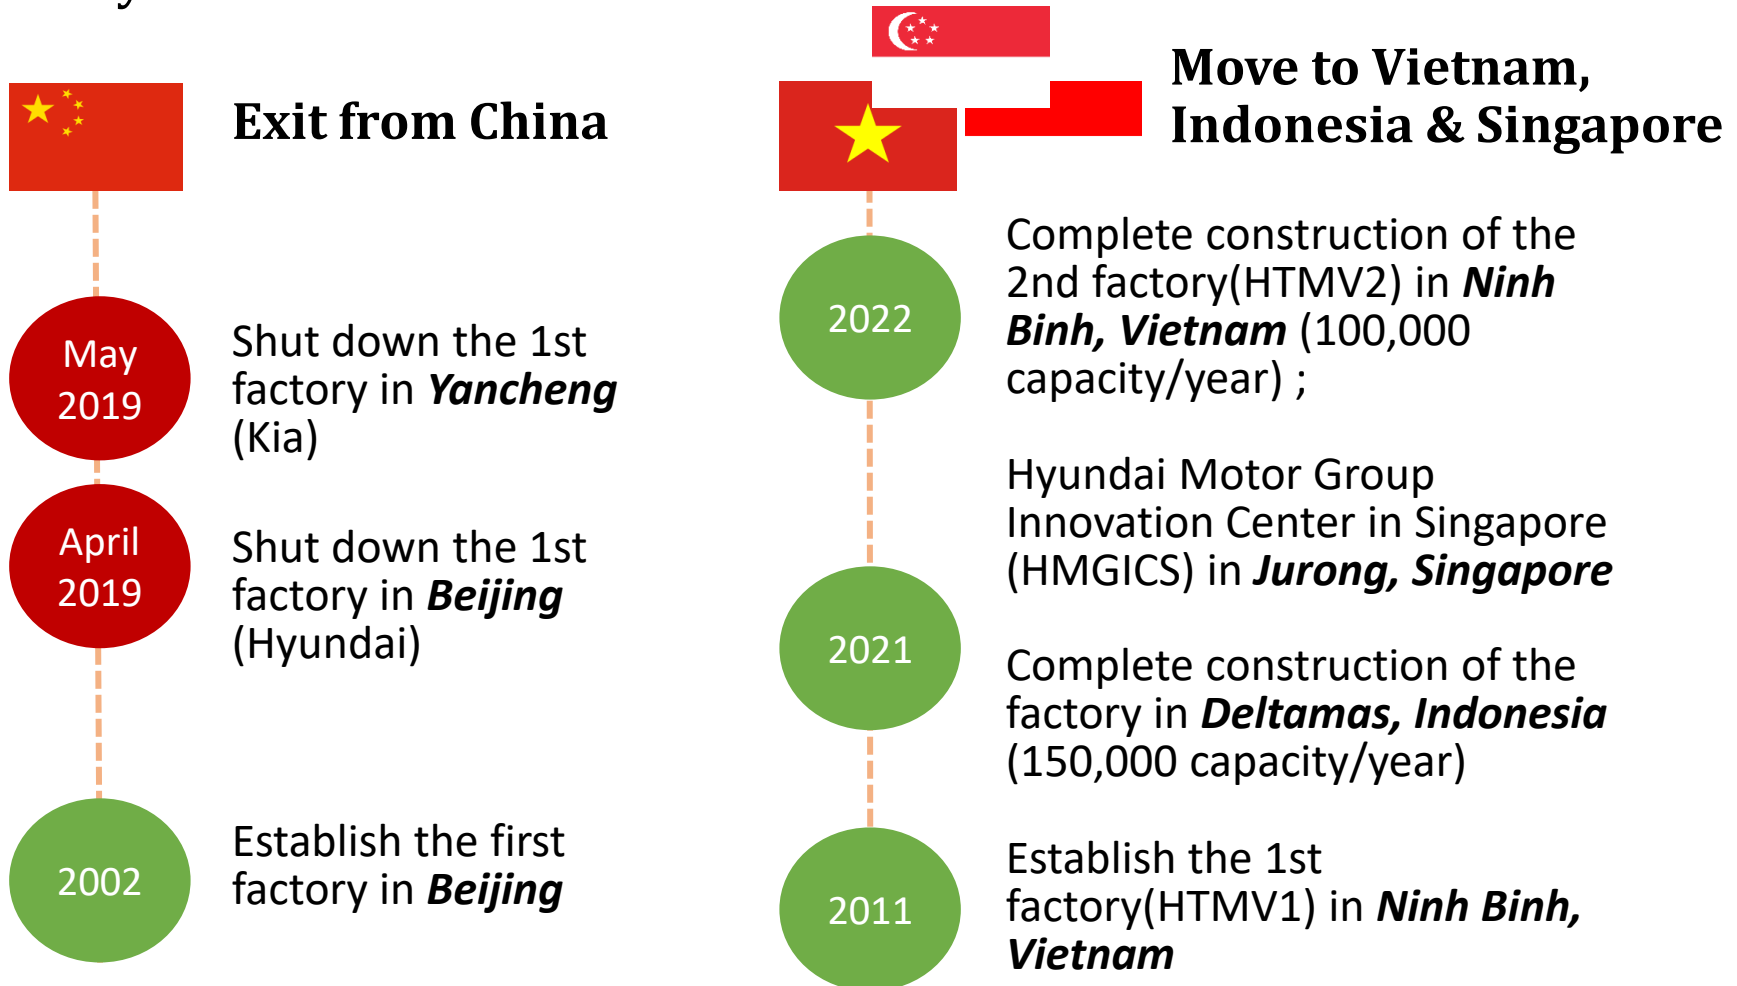 Exit from China
May
2019
Shut down the 1st
factory in Yancheng
(Kia)
April
2019
Shut down the 1st
factory in Beijing
(Hyundai)
2002
Establish the first
factory in Beijing
Move to Vietnam,
Indonesia & Singapore
2022
Complete construction of the
2nd factory(HTMV2) in Ninh
Binh, Vietnam (100,000
capacity/year) ;
Hyundai Motor Group
Innovation Center in Singapore
(HMGICS) in Jurong, Singapore
2021
Complete construction of the
factory in Deltamas, Indonesia
(150,000 capacity/year)
2011
Establish the 1st
factory(HTMV1) in Ninh Binh,
Vietnam